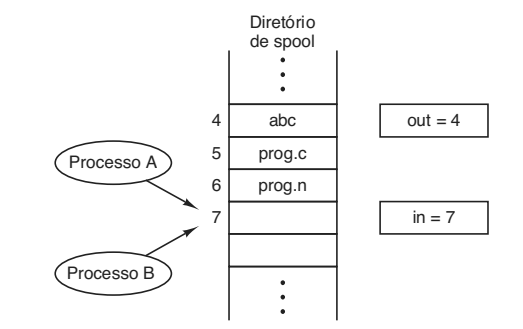 Diretório
de spool
4 abc out = 4
Processo A 5 prog.c
6 prog.n
7 in = 7
Processo B